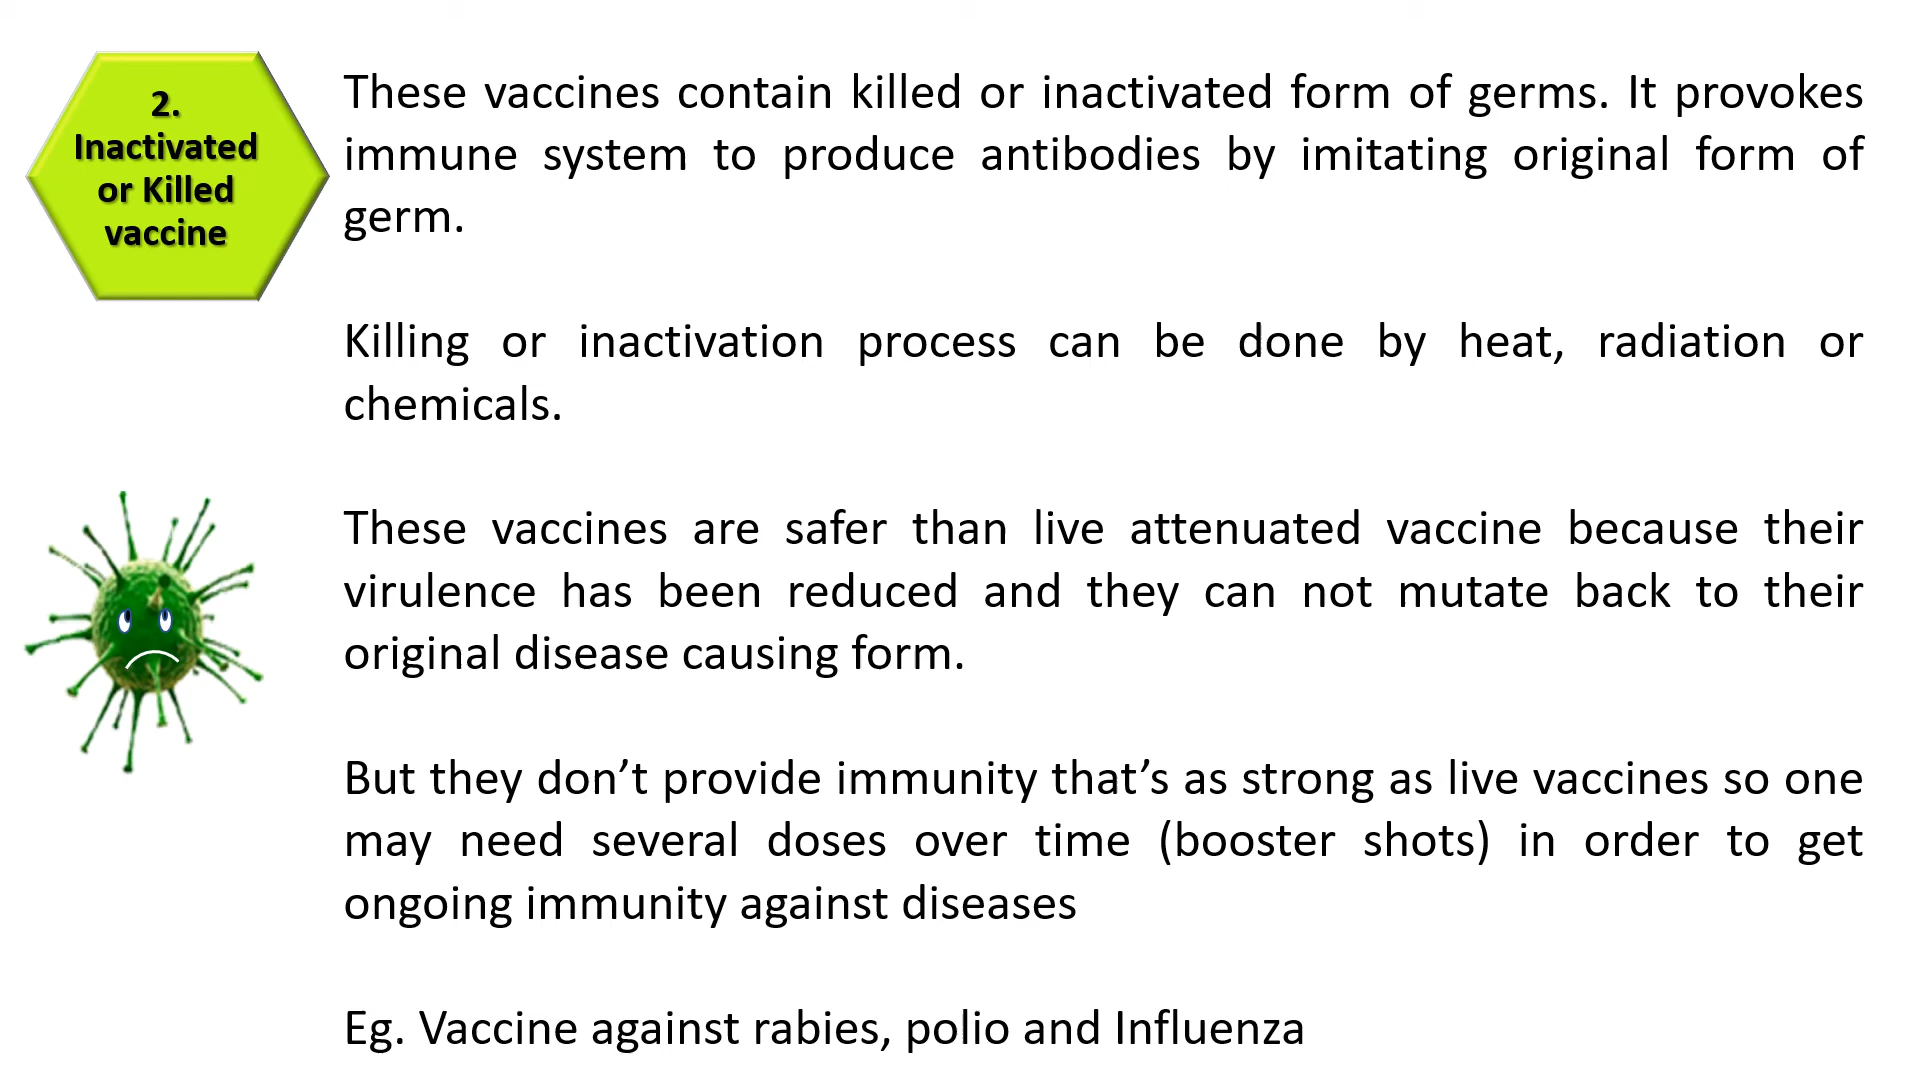 2.
Inactivated
or Killed
vaccine
These vaccines contain killed or inactivated form of germs. It provokes
immune system to produce antibodies by imitating original form of
germ.
Killing or inactivation process can be done by heat, radiation or
chemicals.
These vaccines are safer than live attenuated vaccine because their
virulence has been reduced and they can not mutate back to their
original disease causing form.
But they don’t provide immunity that’s as strong as live vaccines so one
may need several doses over time (booster shots) in order to get
ongoing immunity against diseases
Eg. Vaccine against rabies, polio and Influenza